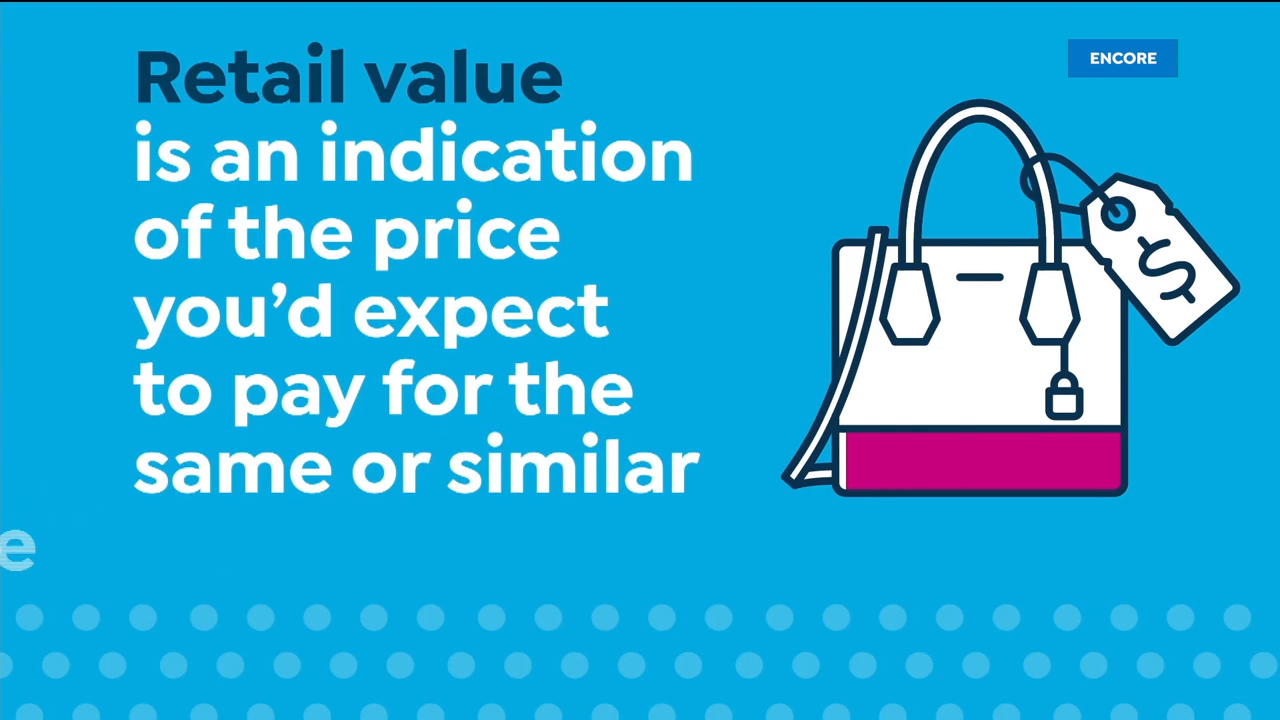 ENCORE
Retail value
is an indication
of the price
you’d expect
to pay for the
same or similar
e
$